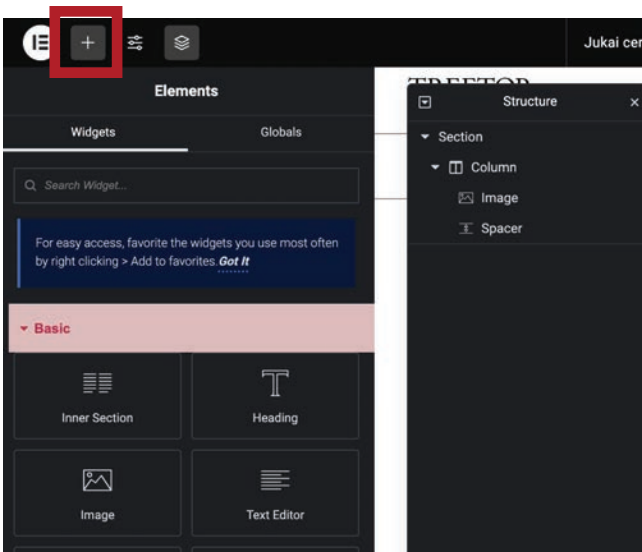 Jukai cer
Elements
Widgets
Globals
Search Widget...
For easy access, favorite the widgets you use most often
by right clicking > Add to favorites. Got It
Basic
Inner Section
Heading
Image
Text Editor
TREETOP
Structure
Section
Column
Image
Spacer